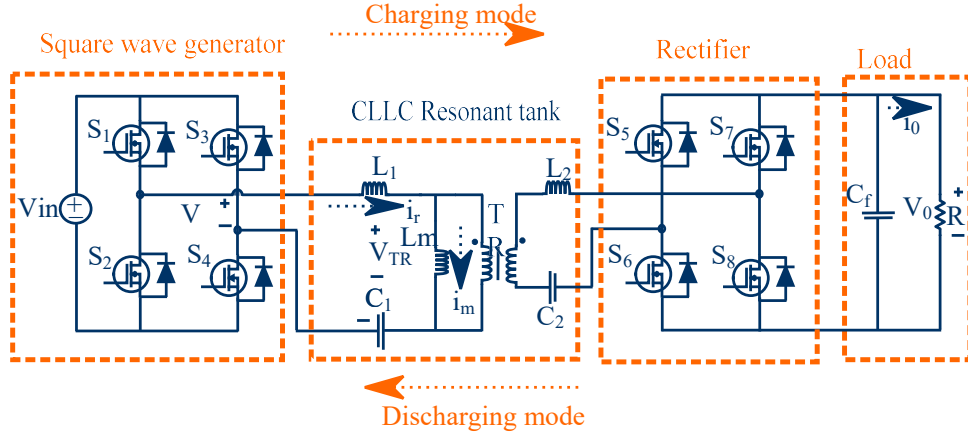 Charging mode
Square wave generator
Rectifier
Load
CLLC Resonant tank
S1
S3
S5
S7
i0
L1
L2
Vin
V
+
-
ir
T
R
Cf
V0
+
R
-
+
VTR
-
Lm
S2
S4
S6
S8
C1
-
im
C2
Discharging mode